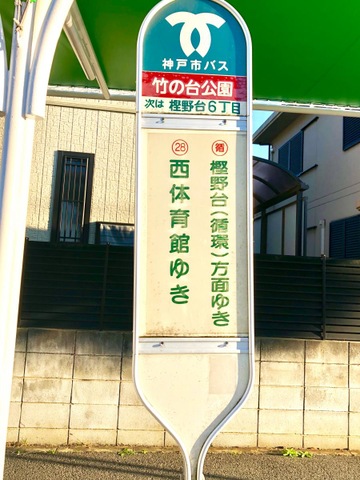 神戸市バス
竹の台公園
次は 樫野台6丁目
循 樫野台(循環)方面ゆき
28 西体育館ゆき